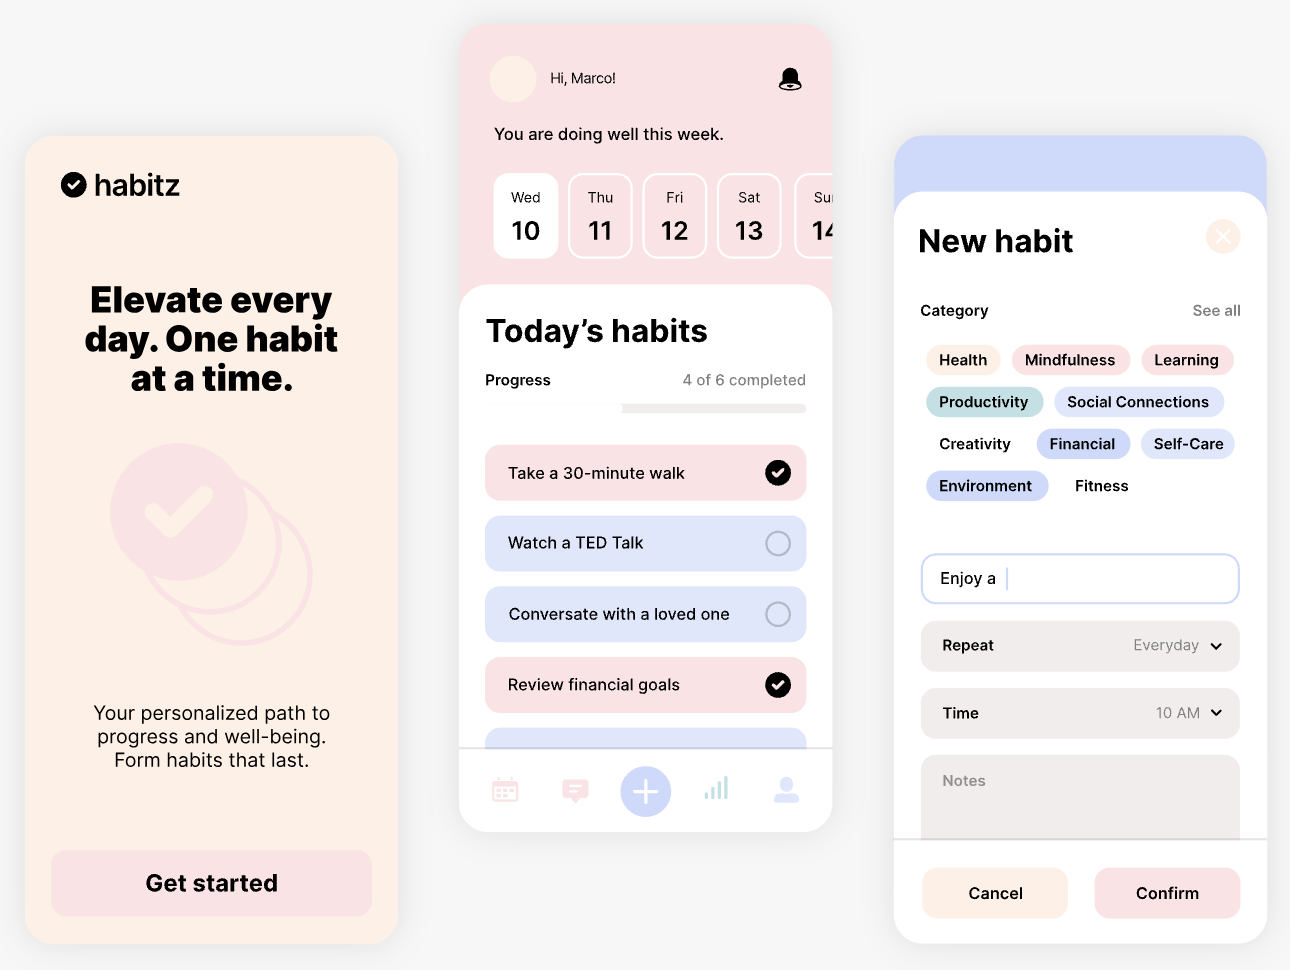 habitz
Elevate every
day. One habit
at a time.
Your personalized path to
progress and well-being.
Form habits that last.
Get started
Hi, Marco!
You are doing well this week.
Wed Thu Fri Sat Sun
10 11 12 13 14
Today’s habits
Progress 4 of 6 completed
Take a 30-minute walk
Watch a TED Talk
Conversate with a loved one
Review financial goals
New habit
Category See all
Health Mindfulness Learning
Productivity Social Connections
Creativity Financial Self-Care
Environment Fitness
Enjoy a
Repeat Everyday
Time 10 AM
Notes
Cancel Confirm